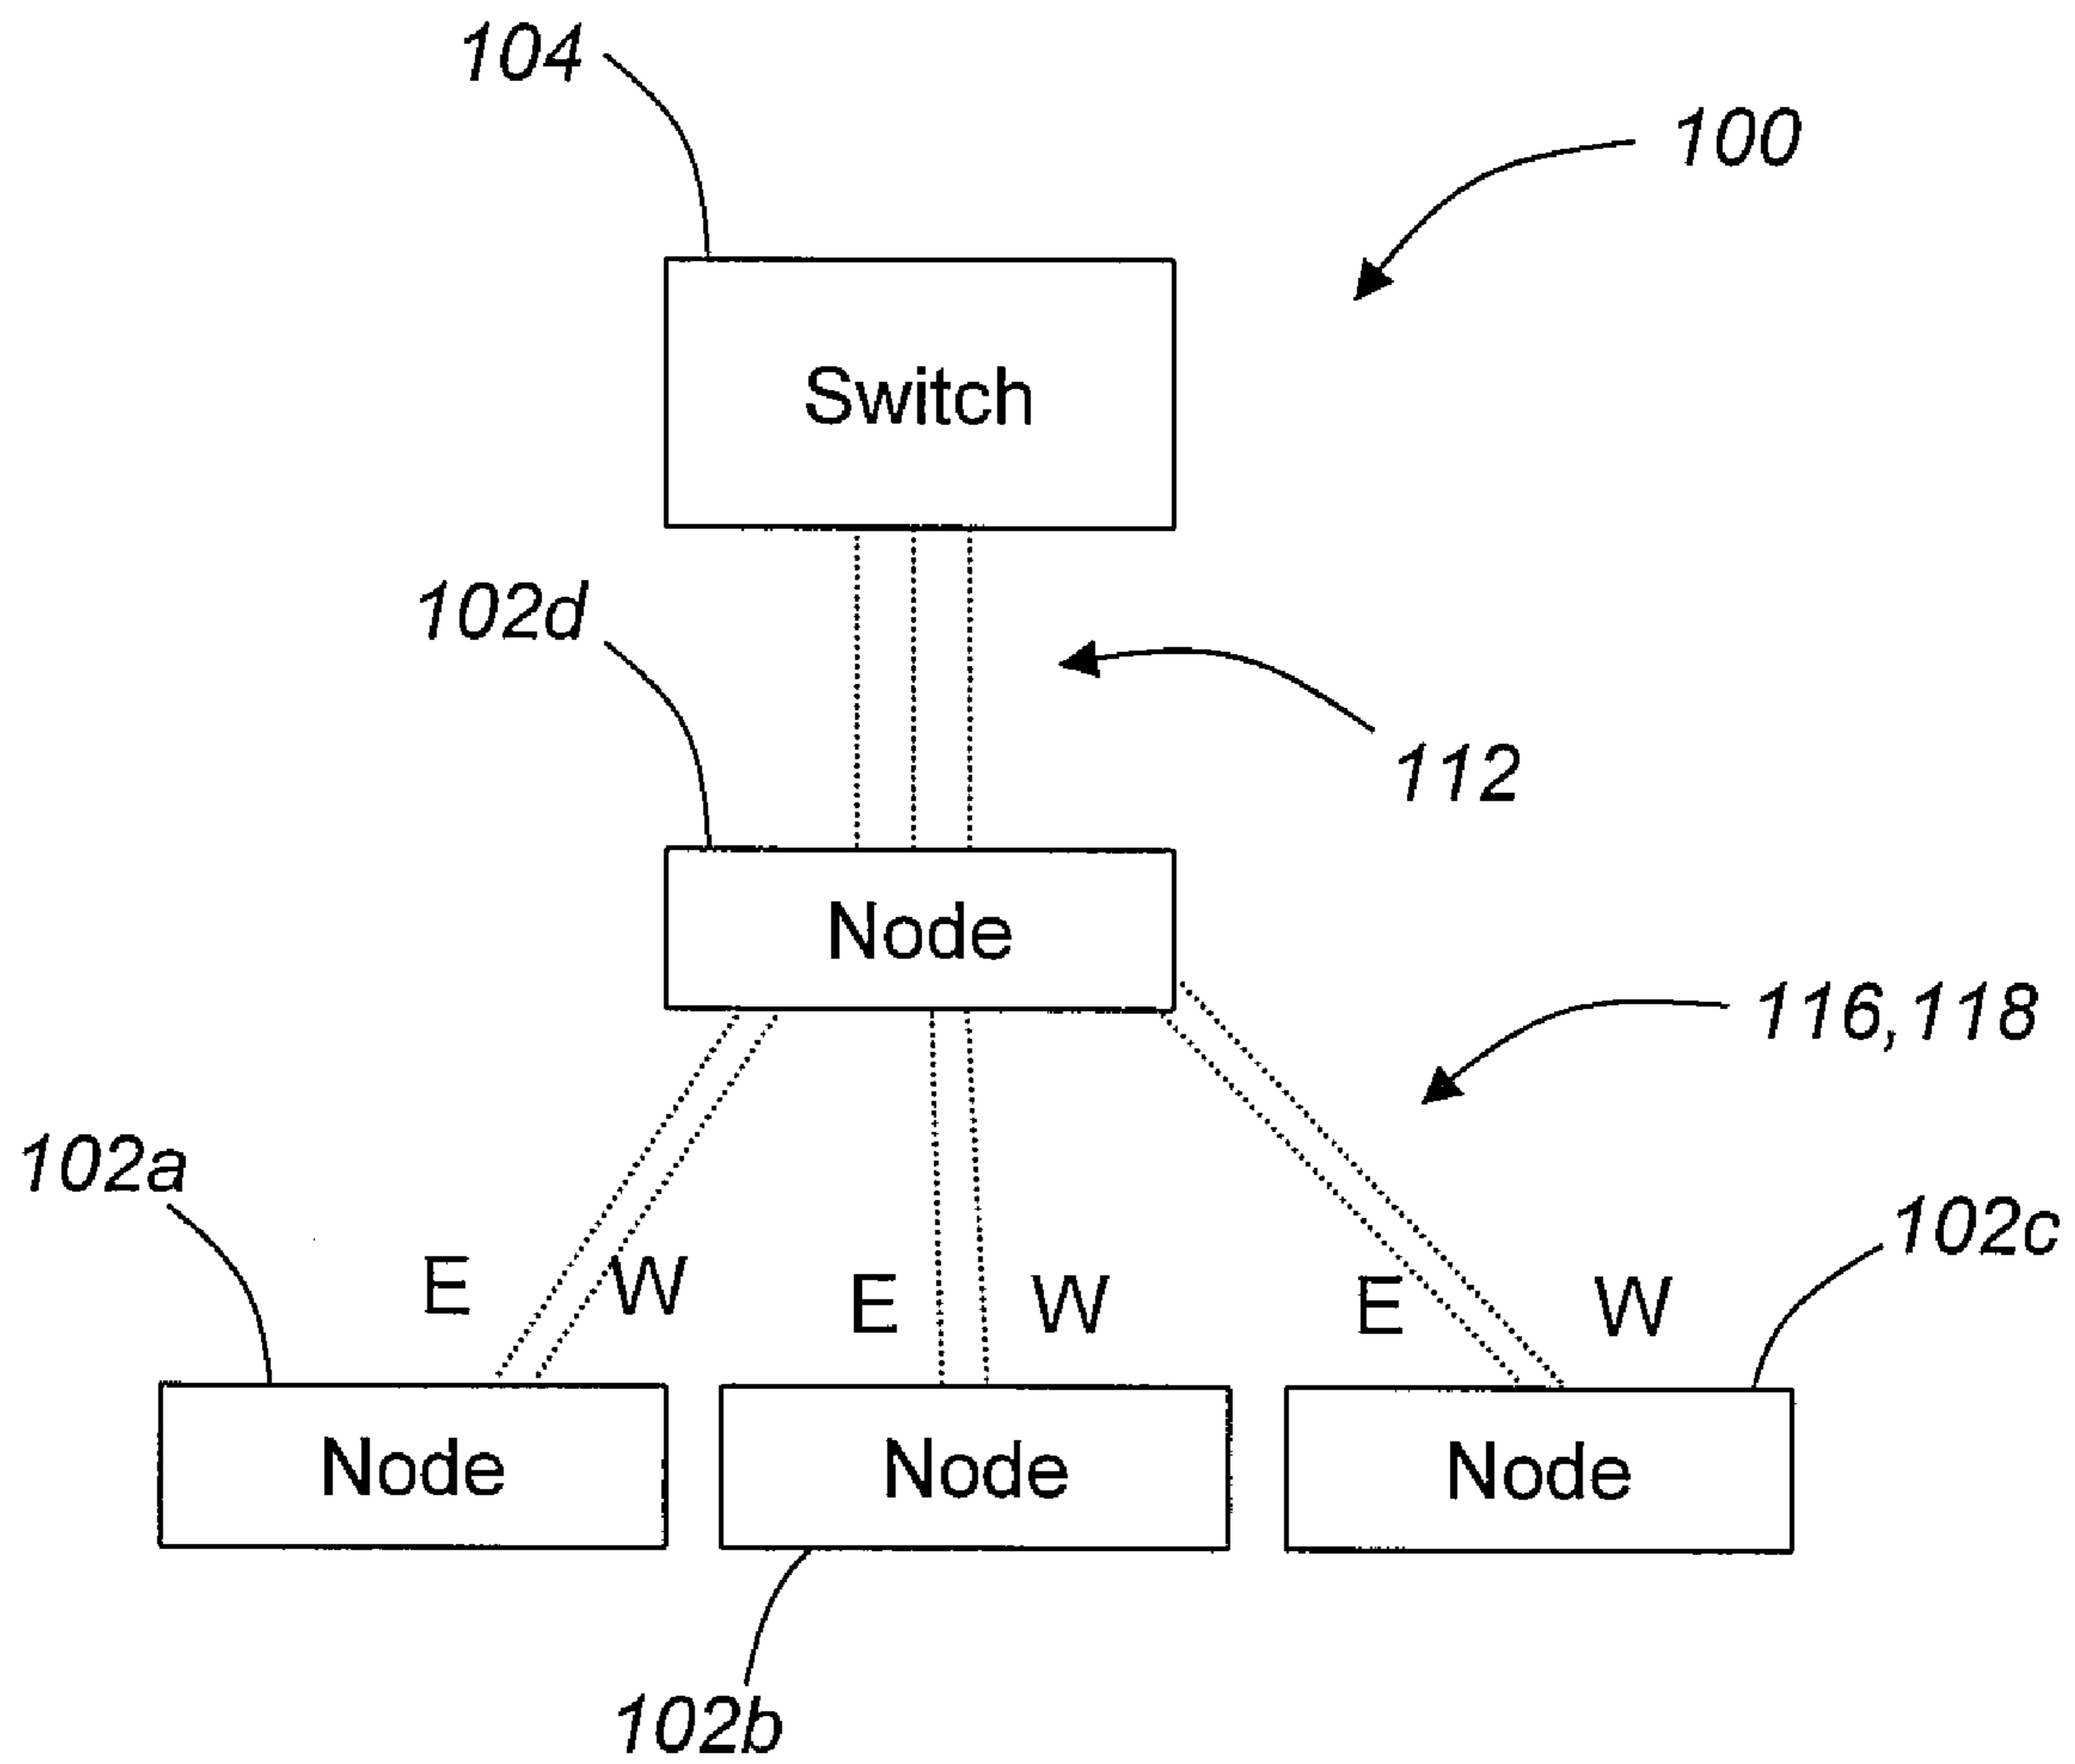 104
100
Switch
102d
112
Node
116,118
102a
102c
E W E W E W
Node Node Node
102b